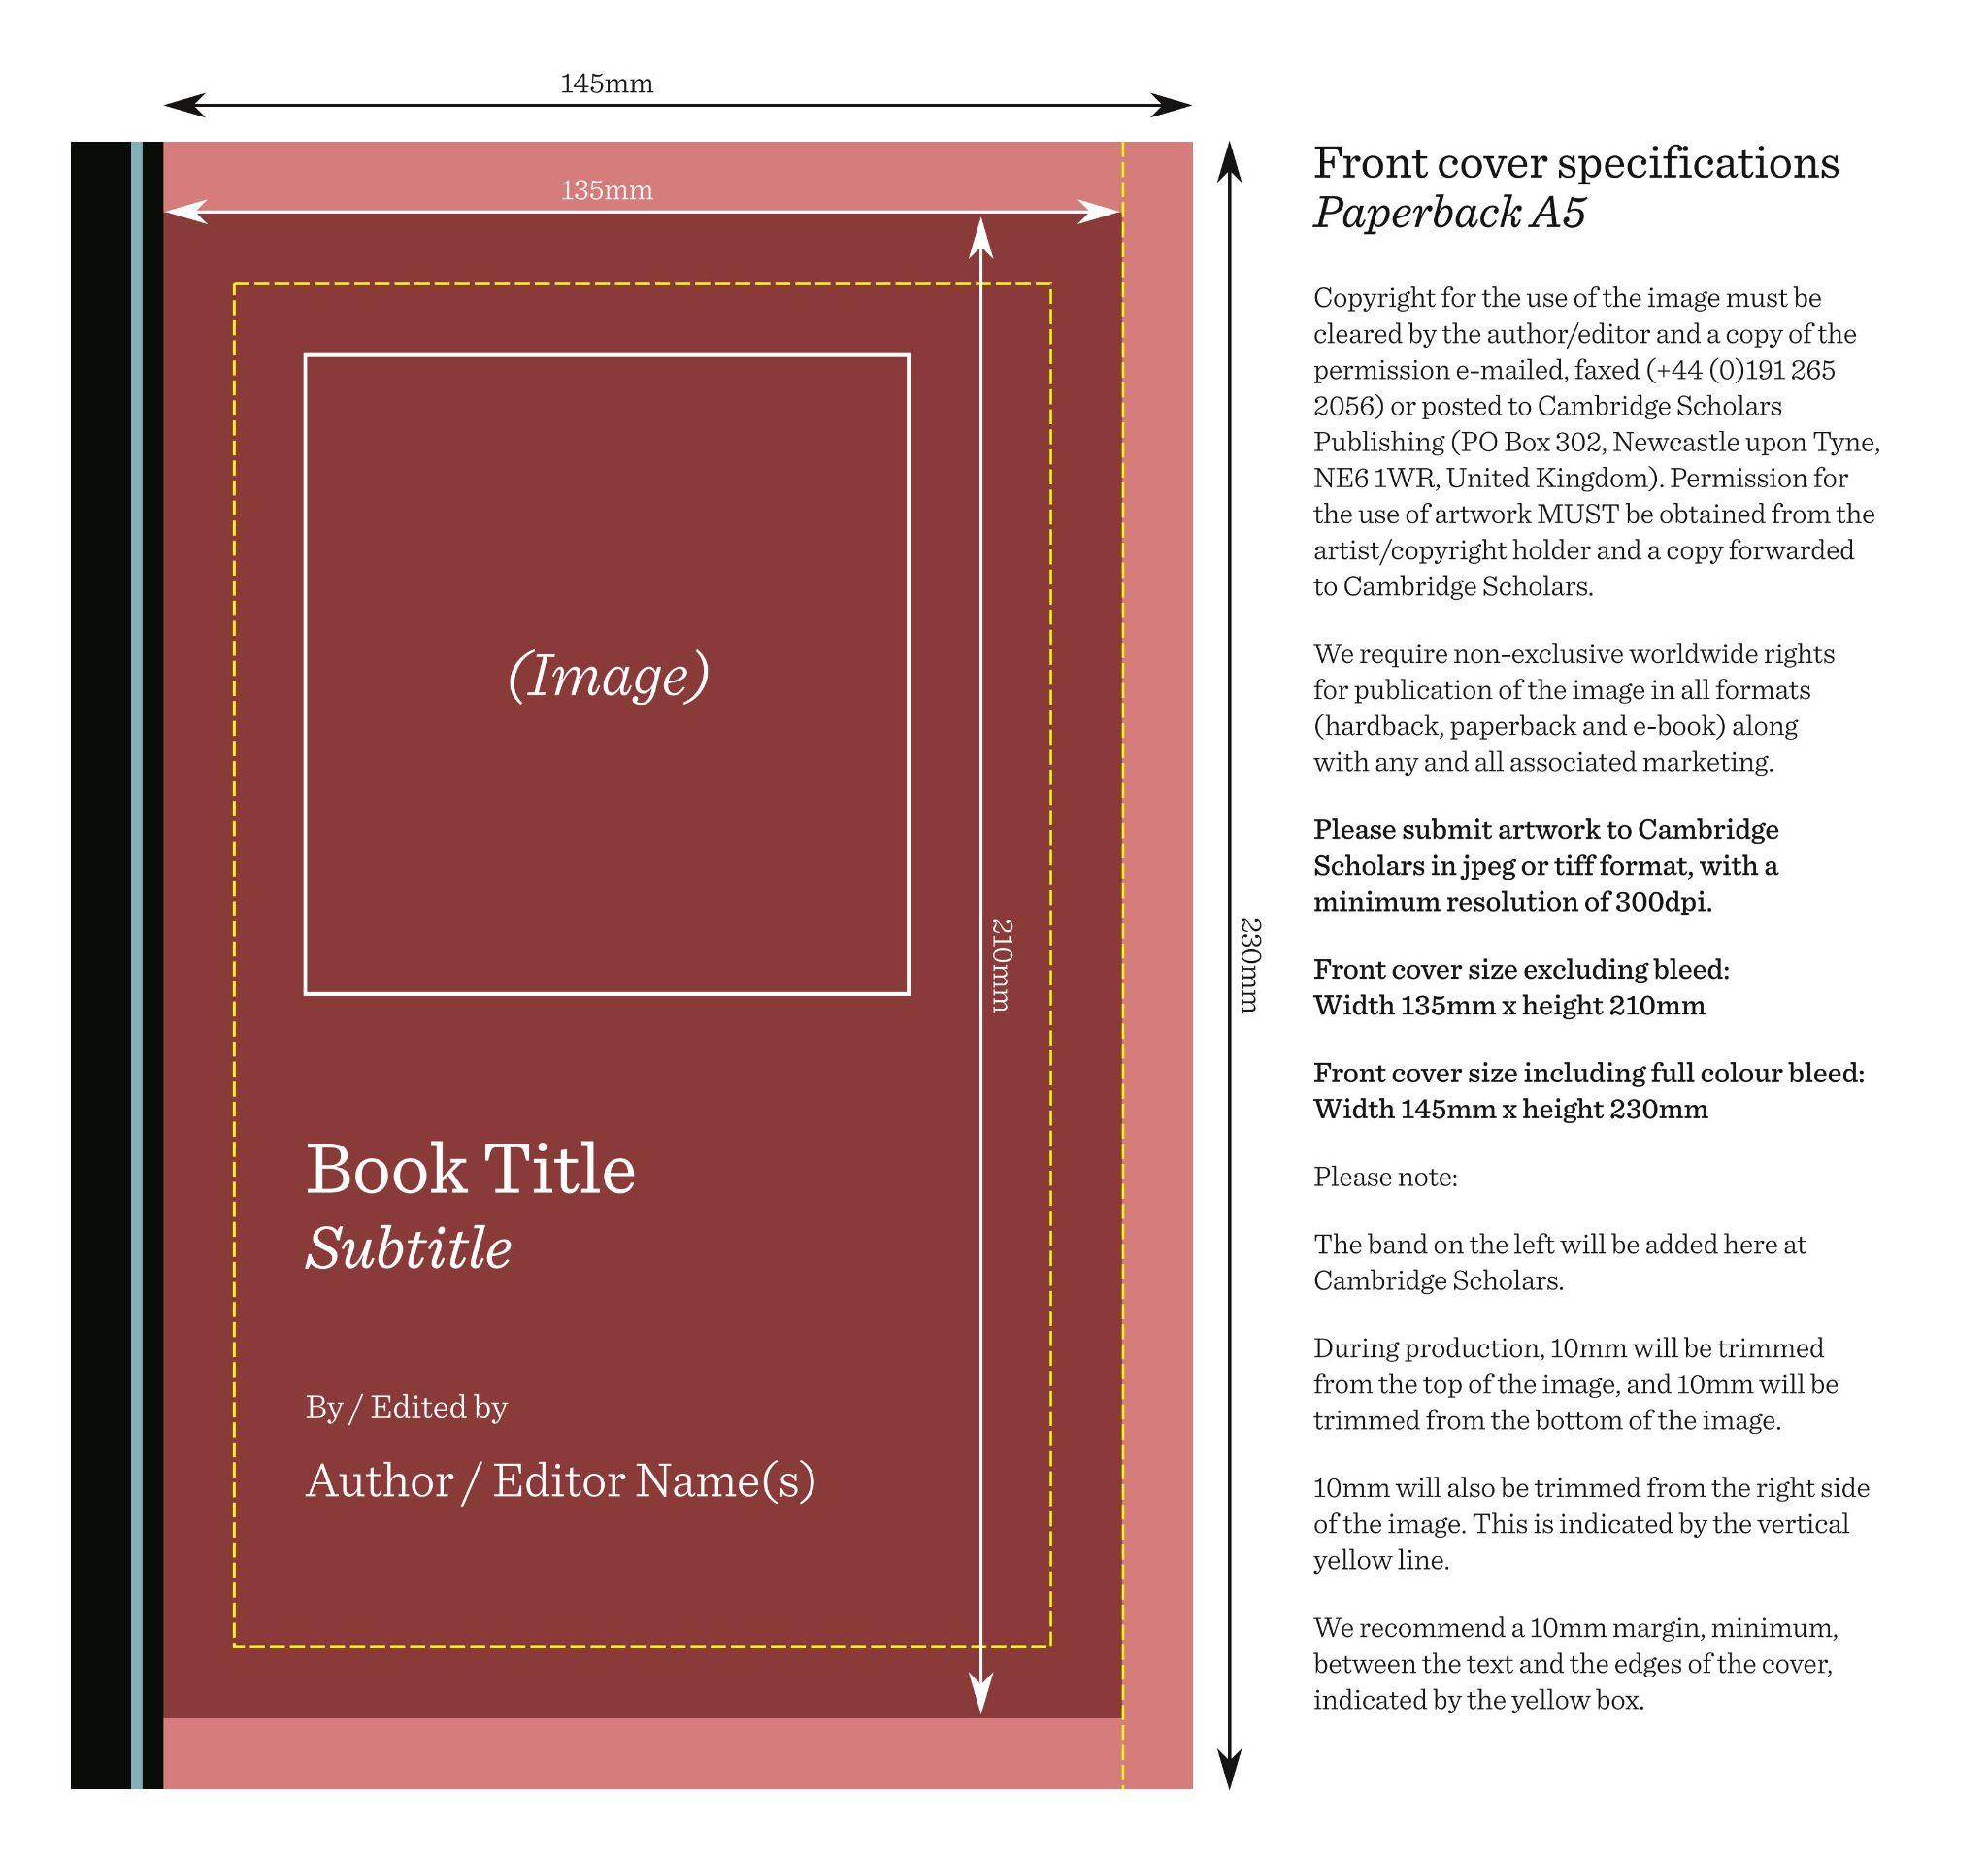 145mm
135mm
(Image)
210mm
230mm
Book Title
Subtitle
By / Edited by
Author / Editor Name(s)
Front cover specifications
Paperback A5
Copyright for the use of the image must be
cleared by the author/editor and a copy of the
permission e-mailed, faxed (+44 (0)191 265
2056) or posted to Cambridge Scholars
Publishing (PO Box 302, Newcastle upon Tyne,
NE6 1WR, United Kingdom). Permission for
the use of artwork MUST be obtained from the
artist/copyright holder and a copy forwarded
to Cambridge Scholars.
We require non-exclusive worldwide rights
for publication of the image in all formats
(hardback, paperback and e-book) along
with any and all associated marketing.
Please submit artwork to Cambridge
Scholars in jpeg or tiff format, with a
minimum resolution of 300dpi.
Front cover size excluding bleed:
Width 135mm x height 210mm
Front cover size including full colour bleed:
Width 145mm x height 230mm
Please note:
The band on the left will be added here at
Cambridge Scholars.
During production, 10mm will be trimmed
from the top of the image, and 10mm will be
trimmed from the bottom of the image.
10mm will also be trimmed from the right side
of the image. This is indicated by the vertical
yellow line.
We recommend a 10mm margin, minimum,
between the text and the edges of the cover,
indicated by the yellow box.